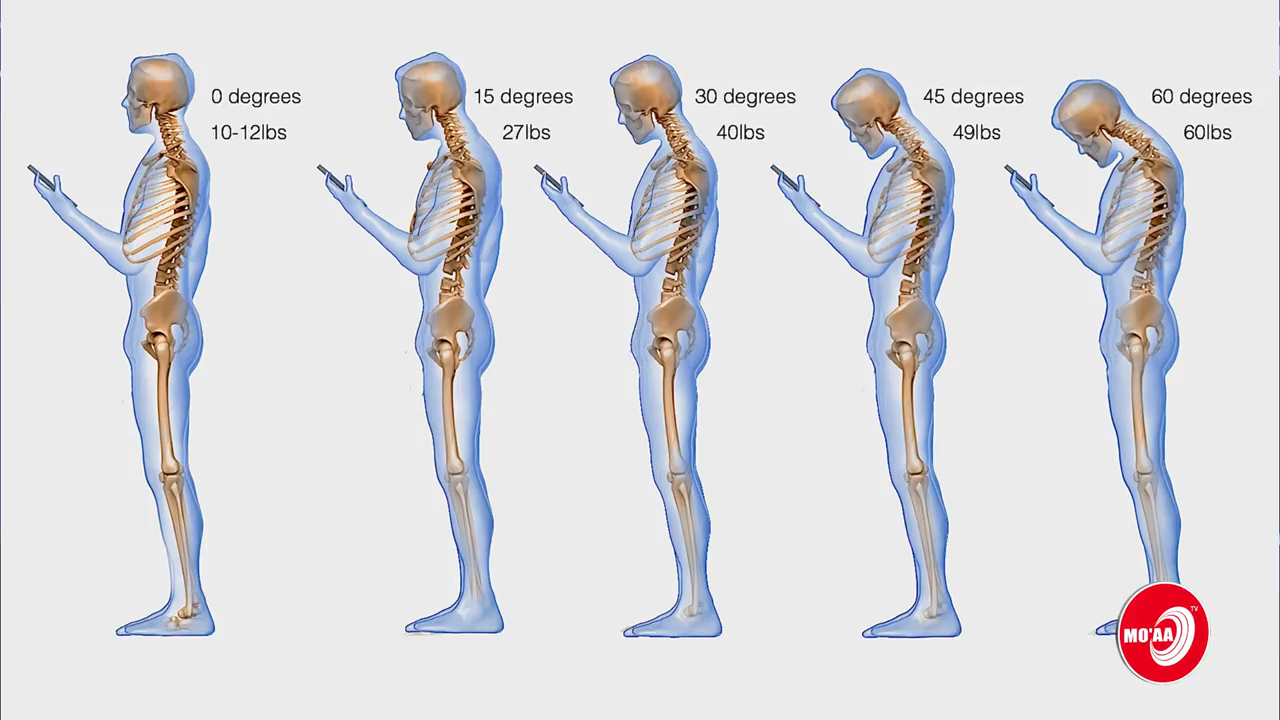 0 degrees
10-12lbs
15 degrees
27lbs
30 degrees
40lbs
45 degrees
49lbs
60 degrees
60lbs
TV
MO'AA